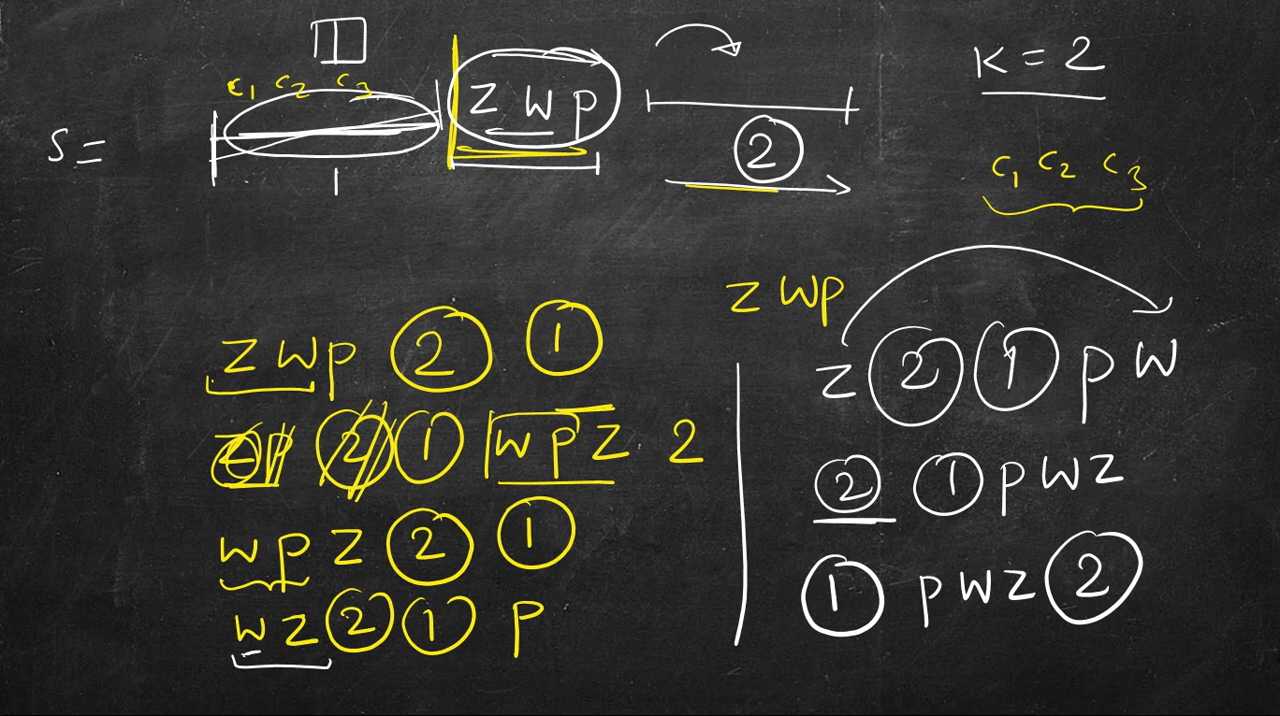 K = 2
c1 c2 c3
S =
z w p
2
c1 c2 c3
z w p
z w p 2 1
1 w p z 2
w p z 2 1
w z 2 1 p
z 2 1 p w
2 1 p w z
1 p w z 2